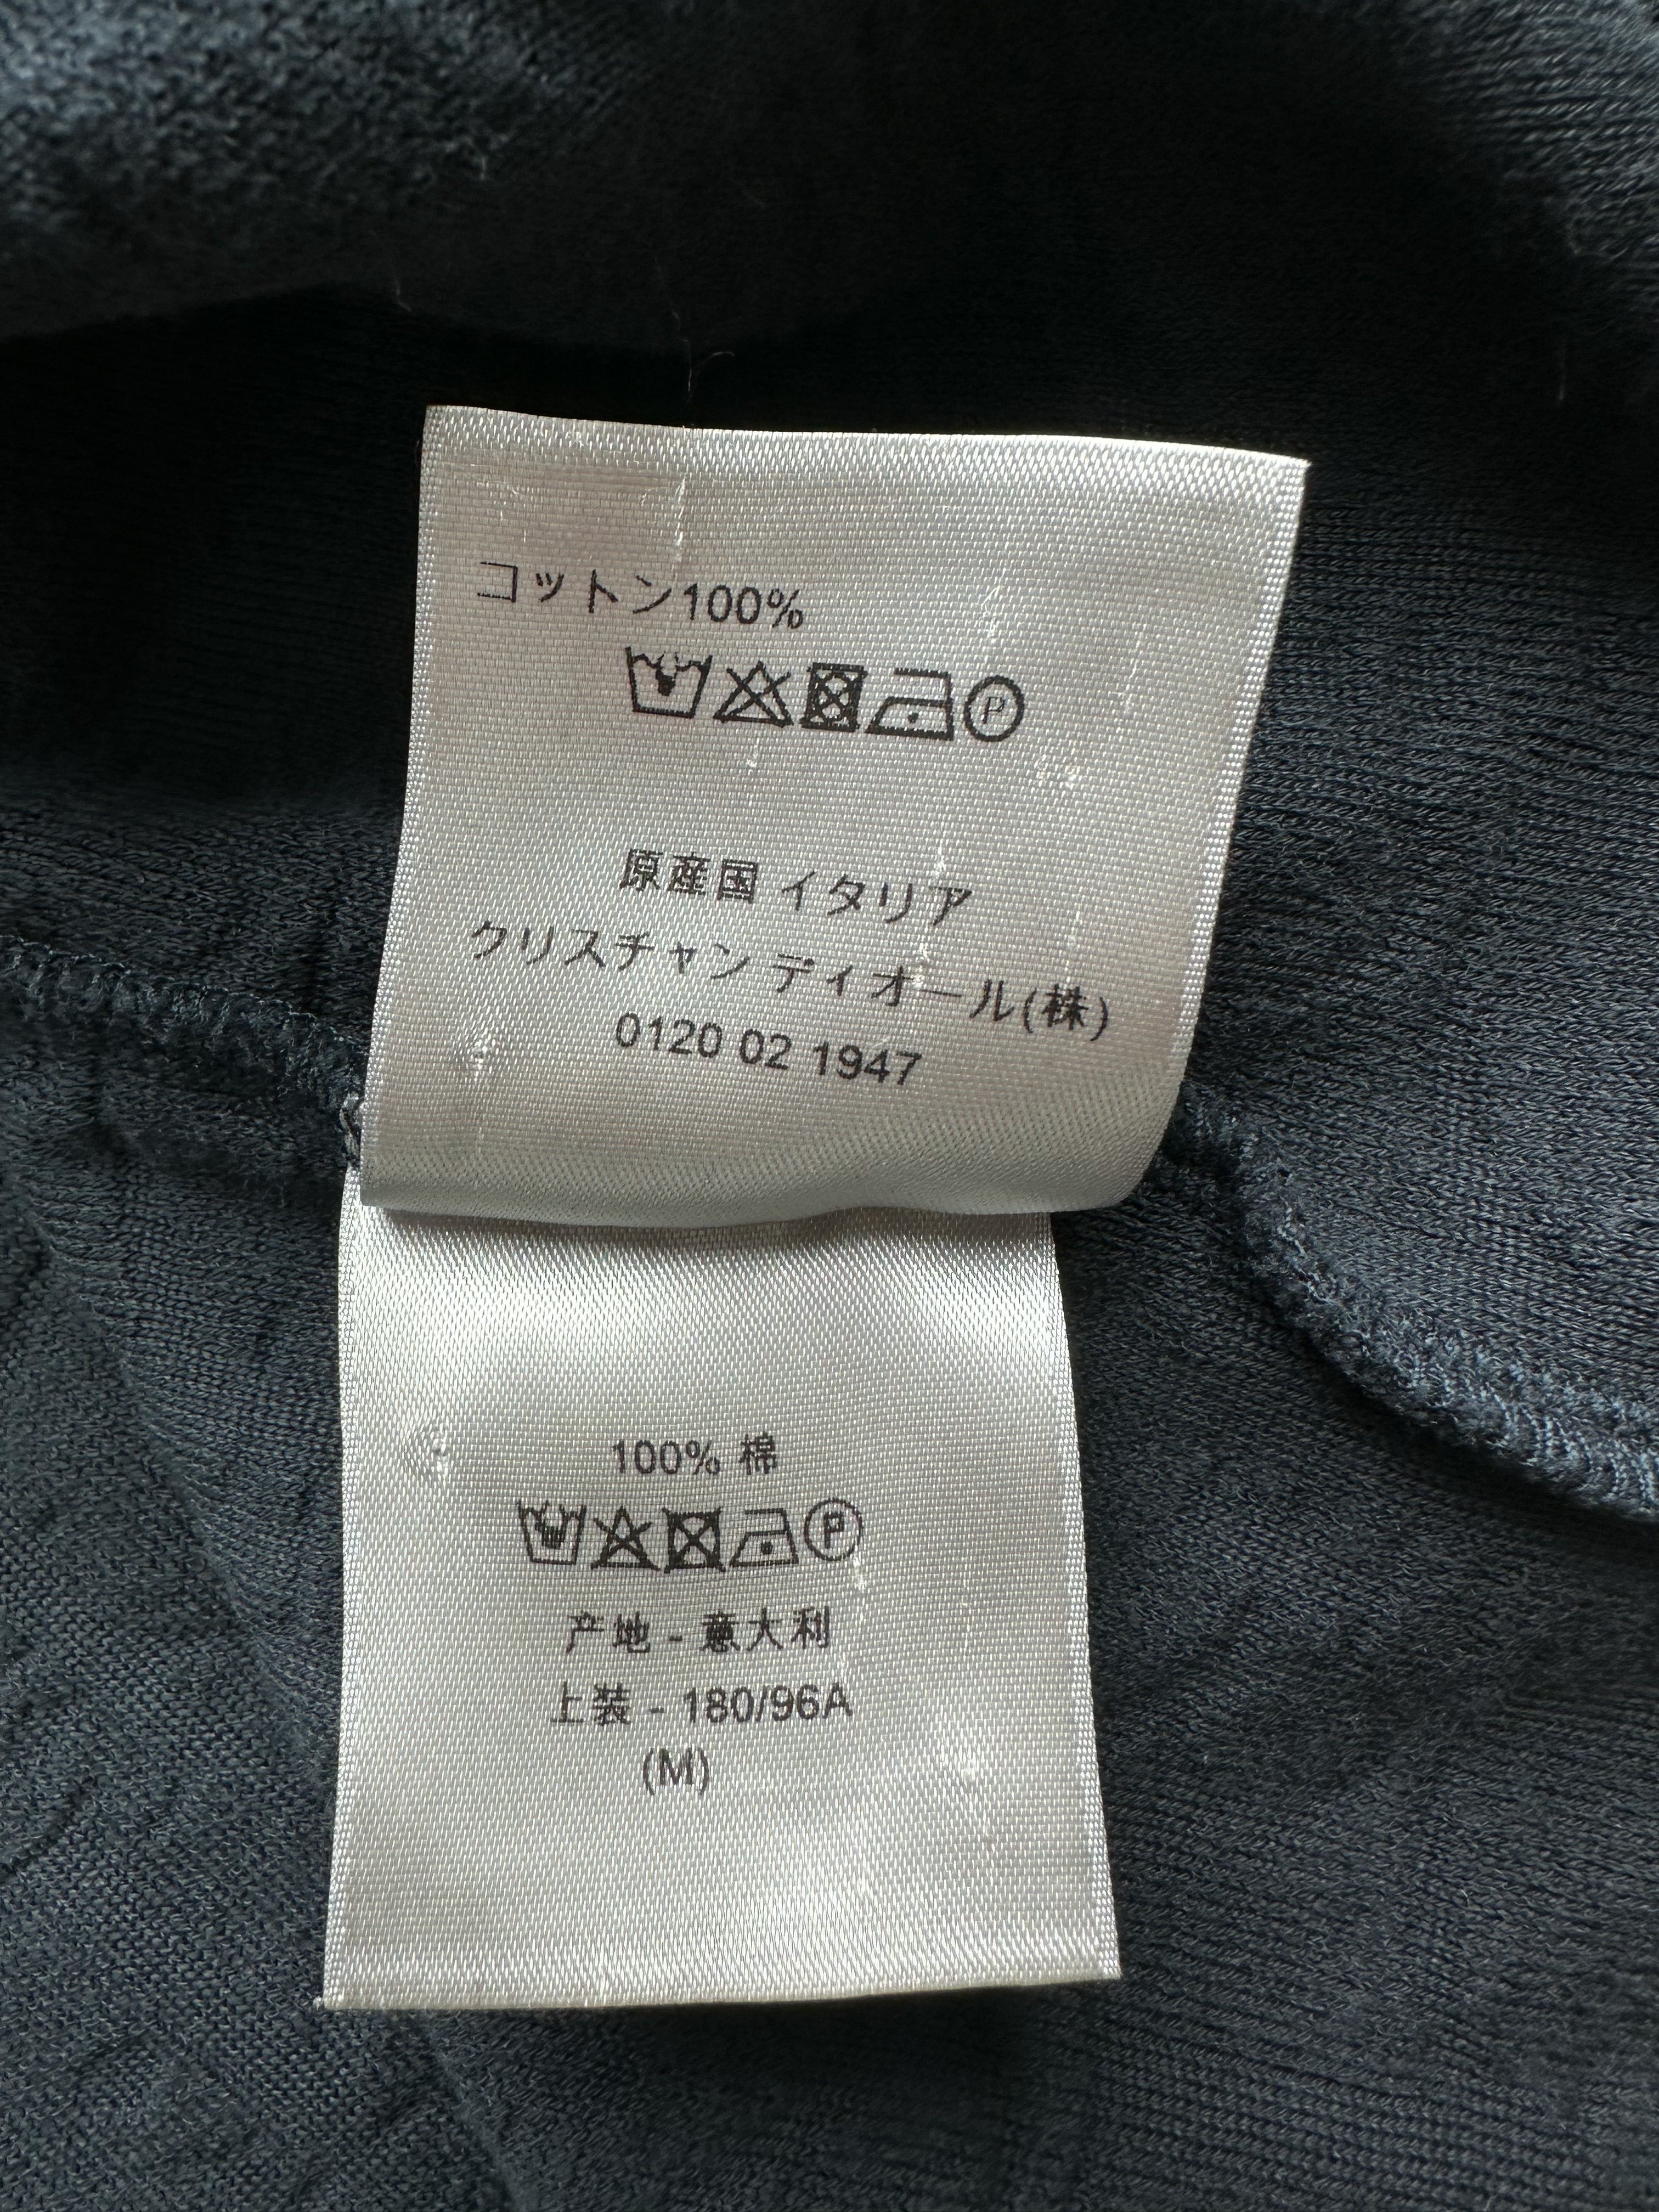 コットン100%
P
原産国 イタリア
クリスチャン ディオール(株)
0120 02 1947
100% 棉
P
产地 - 意大利
上装 - 180/96A
(M)